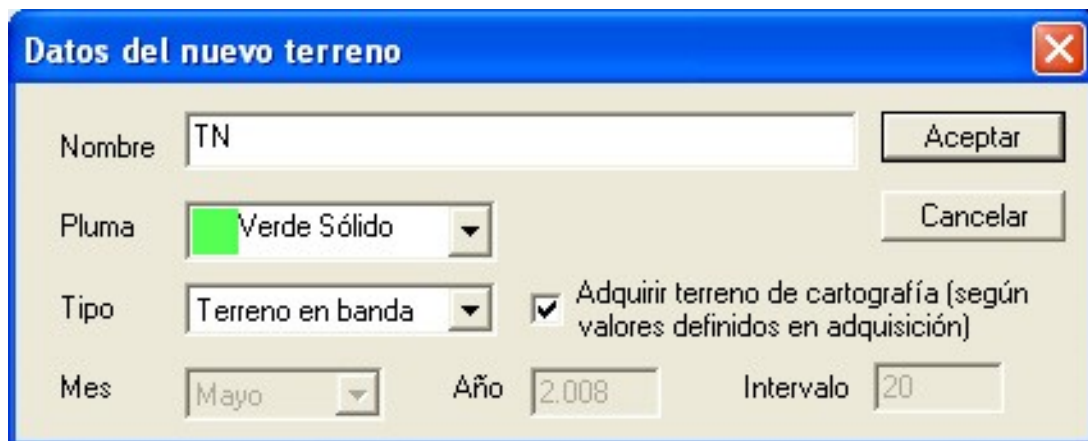 Datos del nuevo terreno
Nombre TN Aceptar
Pluma Verde Sólido Cancelar
Tipo Terreno en banda Adquirir terreno de cartografía (según
valores definidos en adquisición)
Mes Mayo Año 2.008 Intervalo 20